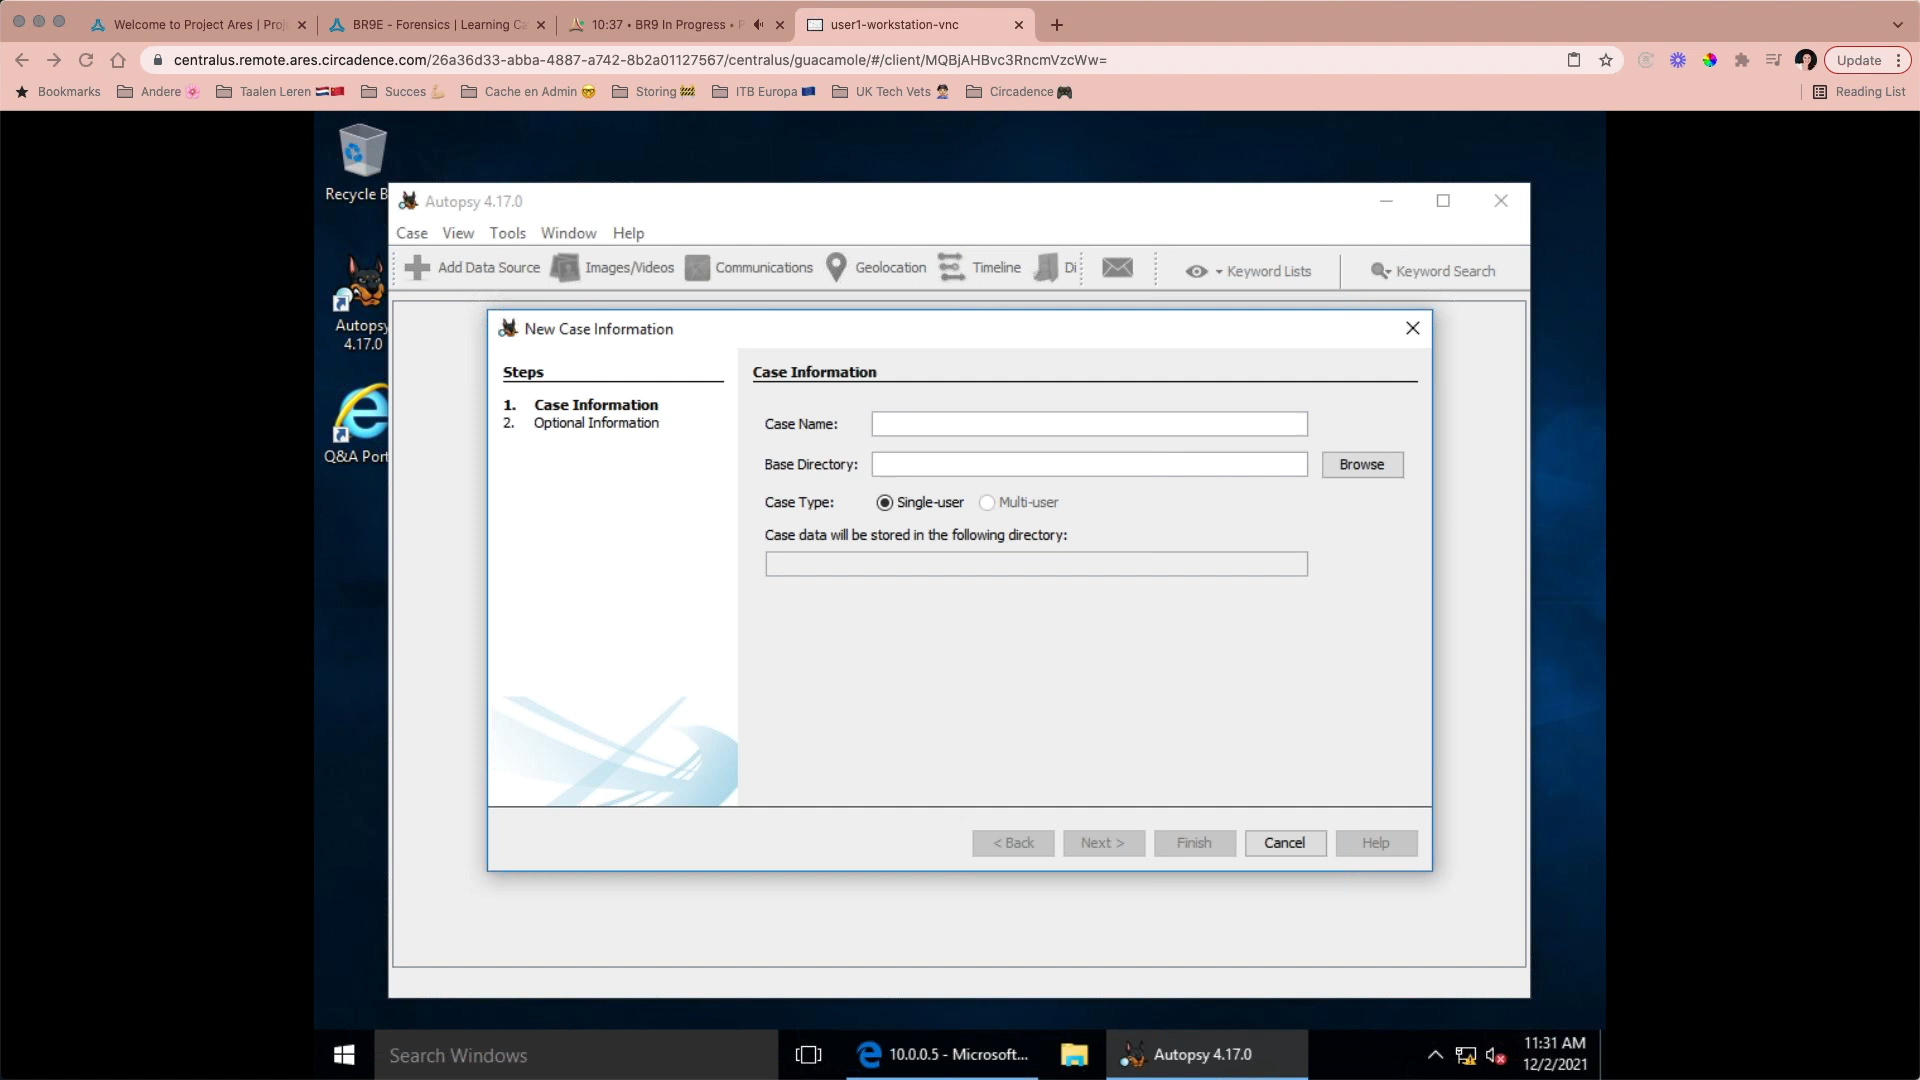 Welcome to Project Ares | Proj
BR9E - Forensics | Learning Ca
10:37 • BR9 In Progress • P
user1-workstation-vnc
centralus.remote.ares.circadence.com/26a36d33-abba-4887-a742-8b2a01127567/centralus/guacamole/#/client/MQBjAHBvc3RncmVzcWw=
Update
Bookmarks
Andere
Taalen Leren
Succes
Cache en Admin
Storing
ITB Europa
UK Tech Vets
Circadence
Reading List
Recycle B
Autopsy
4.17.0
Q&A Port
Autopsy 4.17.0
Case View Tools Window Help
Add Data Source
Images/Videos
Communications
Geolocation
Timeline
Di
Keyword Lists
Keyword Search
New Case Information
Steps
1. Case Information
2. Optional Information
Case Information
Case Name:
Base Directory:
Browse
Case Type:
Single-user
Multi-user
Case data will be stored in the following directory:
< Back
Next >
Finish
Cancel
Help
Search Windows
10.0.0.5 - Microsoft...
Autopsy 4.17.0
11:31 AM
12/2/2021